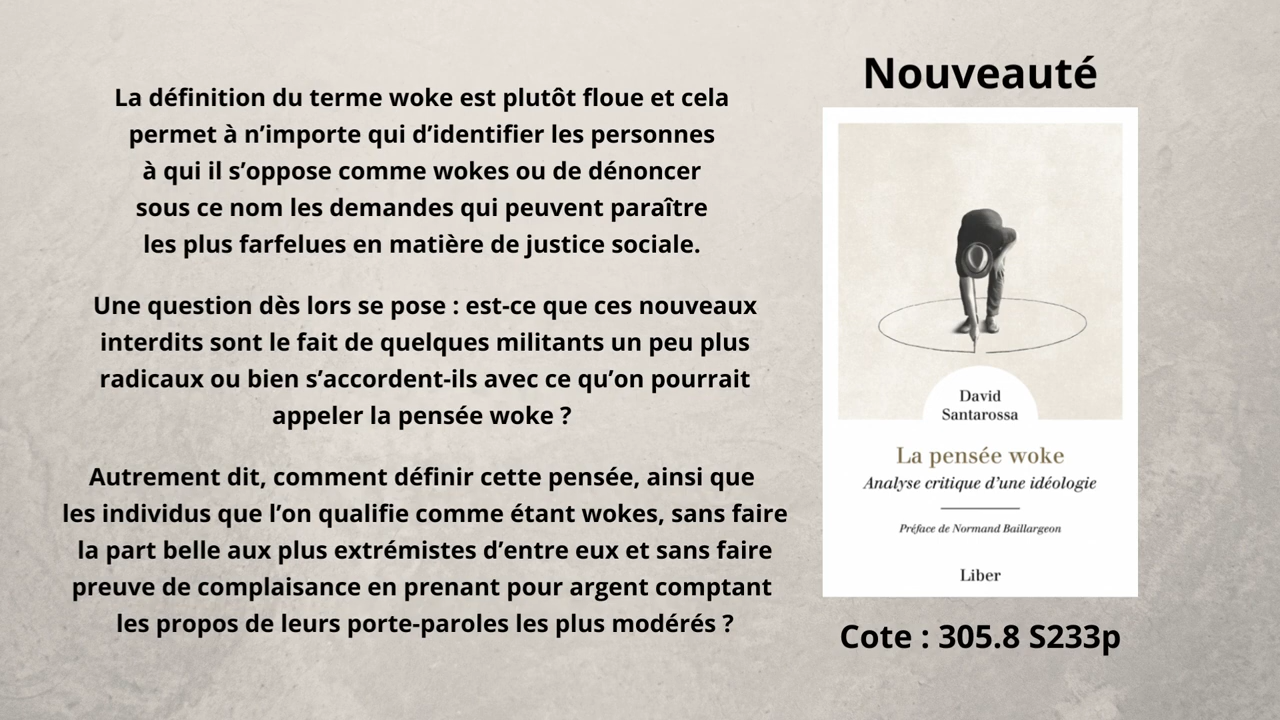 La définition du terme woke est plutôt floue et cela
permet à n’importe qui d’identifier les personnes
à qui il s’oppose comme wokes ou de dénoncer
sous ce nom les demandes qui peuvent paraître
les plus farfelues en matière de justice sociale.
Une question dès lors se pose : est-ce que ces nouveaux
interdits sont le fait de quelques militants un peu plus
radicaux ou bien s’accordent-ils avec ce qu’on pourrait
appeler la pensée woke ?
Autrement dit, comment définir cette pensée, ainsi que
les individus que l’on qualifie comme étant wokes, sans faire
la part belle aux plus extrémistes d’entre eux et sans faire
preuve de complaisance en prenant pour argent comptant
les propos de leurs porte-paroles les plus modérés ?
Nouveauté
David
Santarossa
La pensée woke
Analyse critique d’une idéologie
Préface de Normand Baillargeon
Liber
Cote : 305.8 S233p